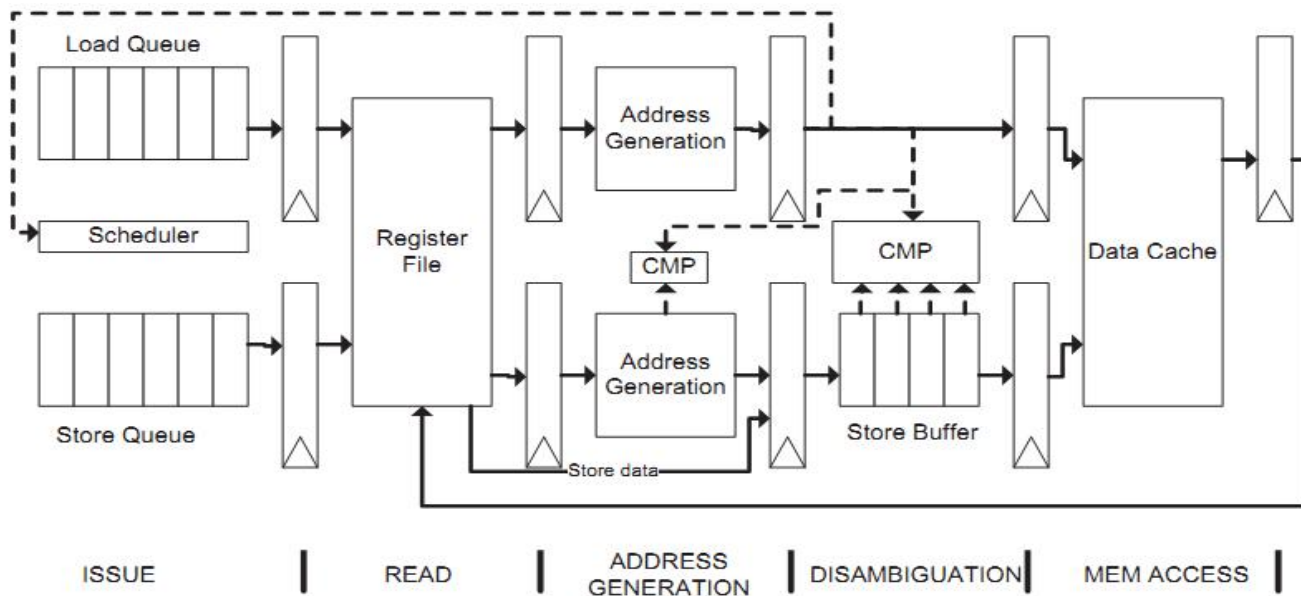 Load Queue
Address
Generation
Scheduler
Register
File
CMP
CMP
Data Cache
Address
Generation
Store Queue
Store Buffer
Store data
ISSUE
READ
ADDRESS
GENERATION
DISAMBIGUATION
MEM ACCESS